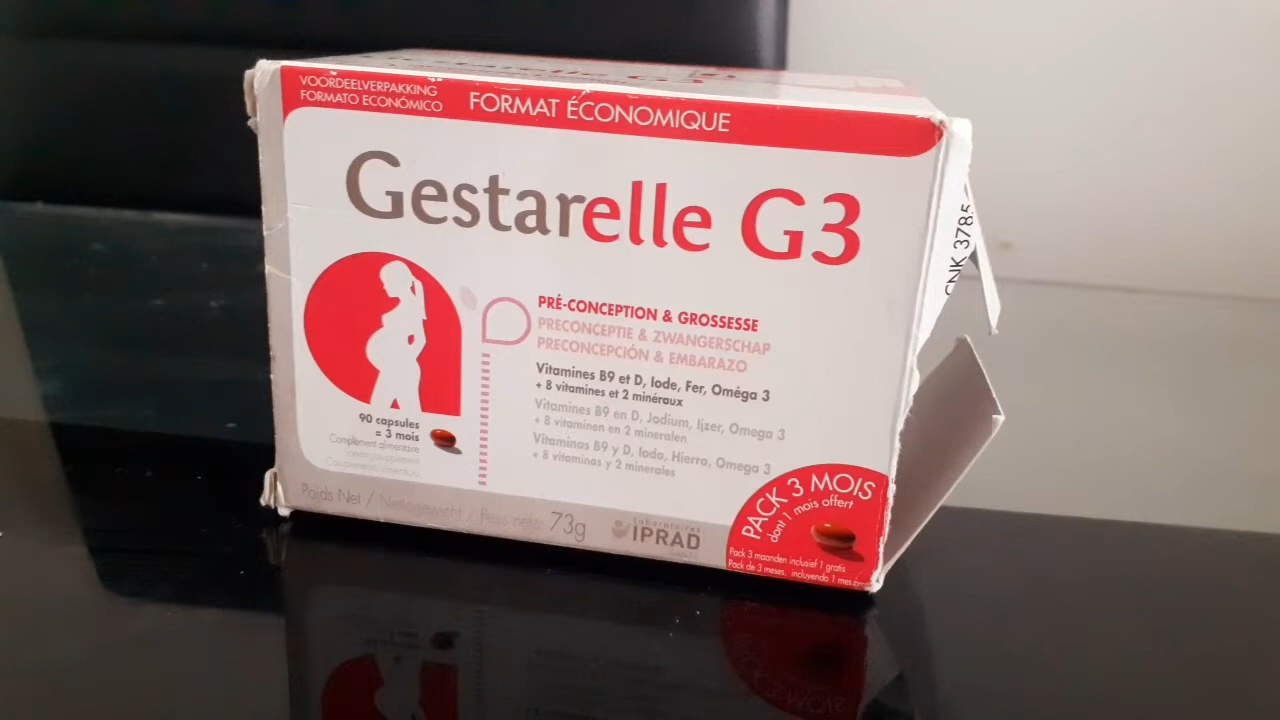 VOORDEELVERPAKKING
FORMATO ECONÓMICO
FORMAT ÉCONOMIQUE
Gestarelle G3
PRÉ-CONCEPTION & GROSSESSE
PRECONCEPTIE & ZWANGERSCHAP
PRECONCEPCIÓN & EMBARAZO
Vitamines B9 et D, Iode, Fer, Oméga 3
+ 8 vitamines et 2 minéraux
Vitamines B9 en D, Jodium, Ijzer, Omega 3
+ 8 vitaminen en 2 mineralen
Vitaminas B9 y D, Iodo, Hierro, Omega 3
+ 8 vitaminas y 2 minerales
90 capsules
= 3 mois
Complément alimentaire
Poids Net / Nettogewicht / Peso neto: 73g
Laboratoires
IPRAD
SANTÉ
PACK 3 MOIS
dont 1 mois offert
Pack 3 maanden inclusief 1 gratis
Pack de 3 meses, incluyendo 1 mes
CNK 3785